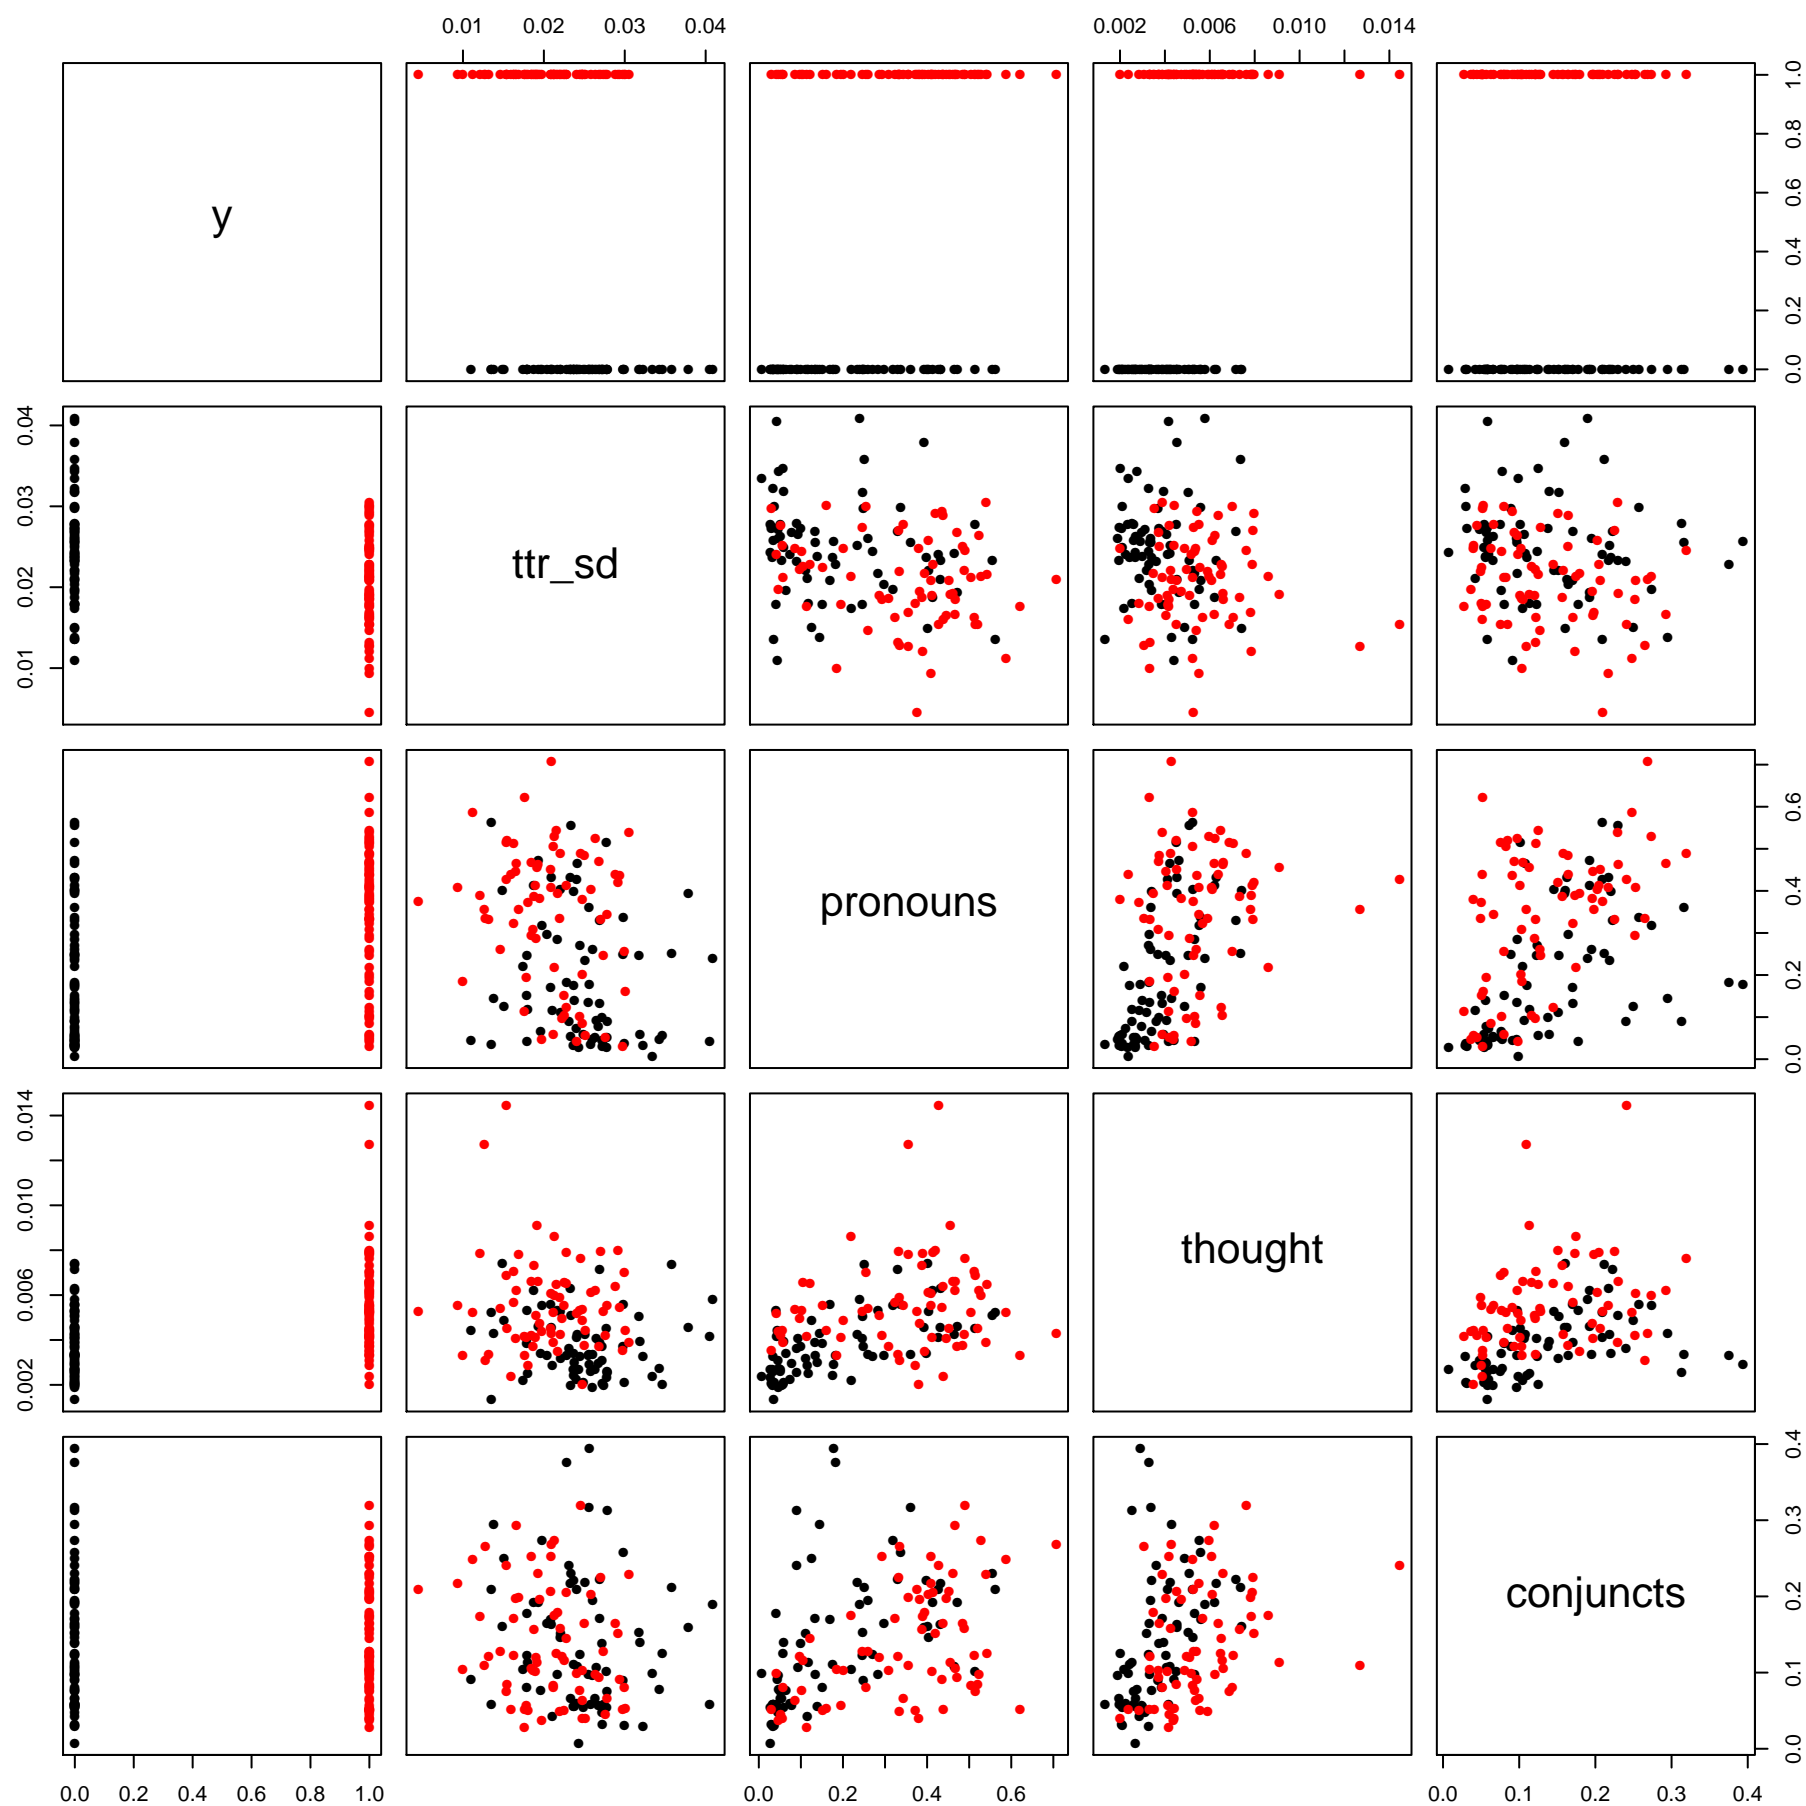 0.01 0.02 0.03 0.04 0.002 0.006 0.010 0.014
y
0.0 0.2 0.4 0.6 0.8 1.0
0.01 0.02 0.03 0.04
ttr_sd
pronouns
0.0 0.2 0.4 0.6
0.002 0.006 0.010 0.014
thought
conjuncts
0.0 0.1 0.2 0.3 0.4
0.0 0.2 0.4 0.6 0.8 1.0 0.0 0.2 0.4 0.6 0.0 0.1 0.2 0.3 0.4